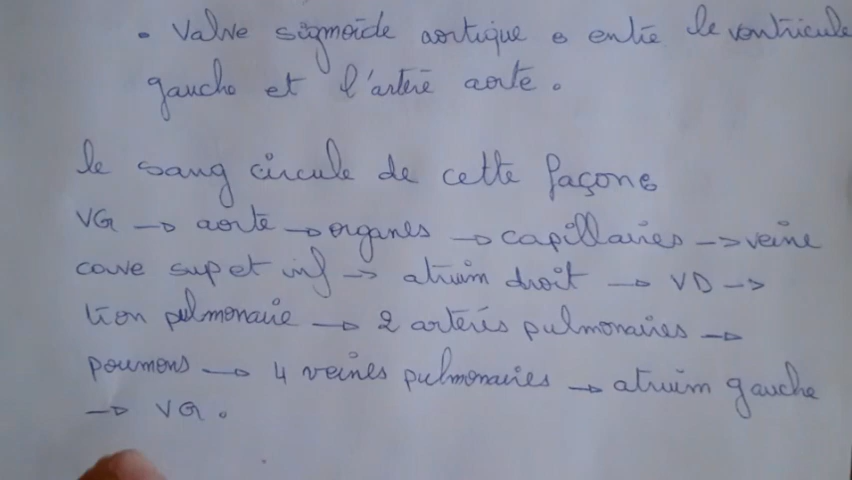 • Valve sigmoïde aortique : entre le ventricule
gauche et l'artère aorte.
le sang circule de cette façon :
VG → aorte → organes → capillaires → veine
cave sup et inf → atrium droit → VD →
tron pulmonaire → 2 artères pulmonaires →
poumons → 4 veines pulmonaires → atrium gauche
→ VG.